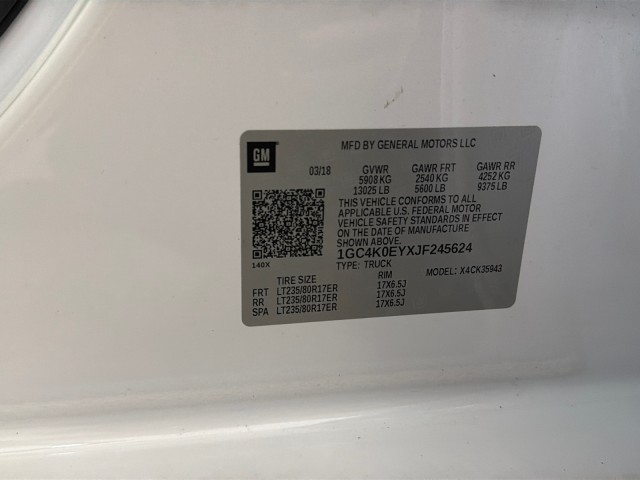 GM
MFD BY GENERAL MOTORS LLC
03/18 GVWR GAWR FRT GAWR RR
5908 KG 2540 KG 4252 KG
13025 LB 5600 LB 9375 LB
THIS VEHICLE CONFORMS TO ALL
APPLICABLE U.S. FEDERAL MOTOR
VEHICLE SAFETY STANDARDS IN EFFECT
ON THE DATE OF MANUFACTURE
SHOWN ABOVE.
1GC4K0EYXJF245624
140X
TYPE: TRUCK MODEL: X4CK35943
TIRE SIZE RIM
FRT LT235/80R17ER 17X6.5J
RR LT235/80R17ER 17X6.5J
SPA LT235/80R17ER 17X6.5J